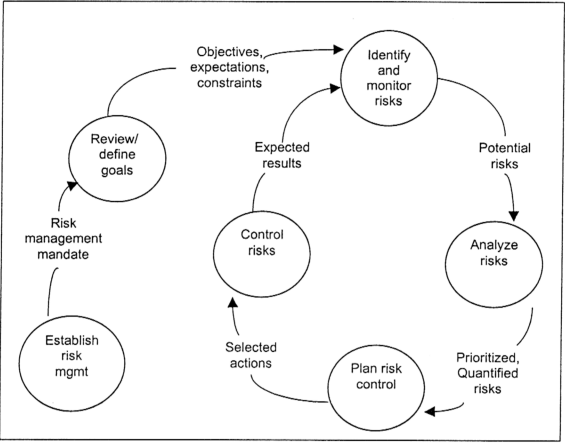 Objectives,
expectations,
constraints
Identify
and
monitor
risks
Review/
define
goals
Expected
results
Potential
risks
Risk
management
mandate
Control
risks
Analyze
risks
Establish
risk
mgmt
Selected
actions
Plan risk
control
Prioritized,
Quantified
risks